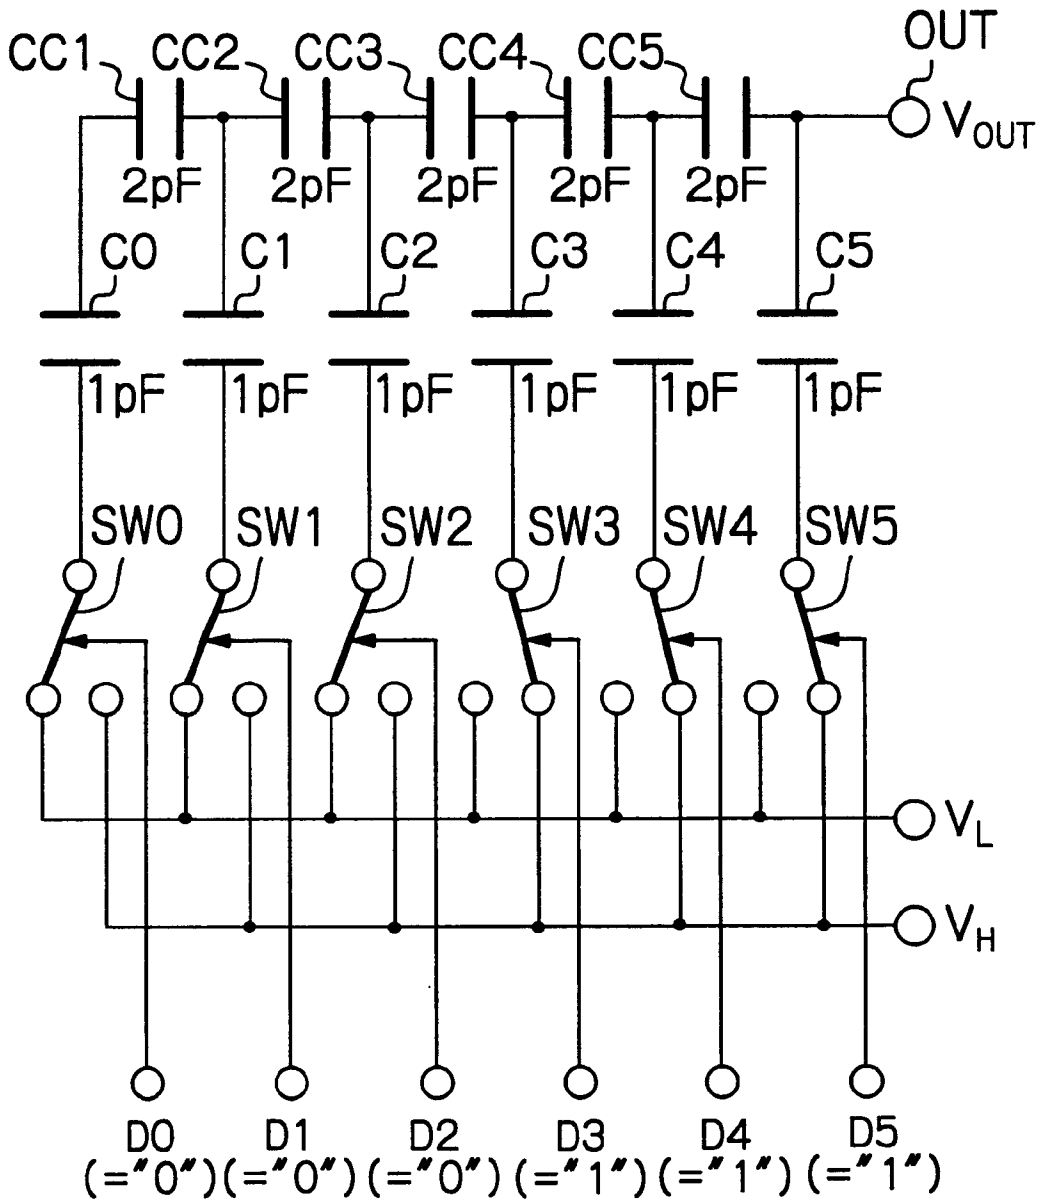 OUT
CC1 CC2 CC3 CC4 CC5
V_OUT
2pF 2pF 2pF 2pF 2pF
C0 C1 C2 C3 C4 C5
1pF 1pF 1pF 1pF 1pF 1pF
SW0 SW1 SW2 SW3 SW4 SW5
V_L
V_H
D0 D1 D2 D3 D4 D5
(="0") (="0") (="0") (="1") (="1") (="1")